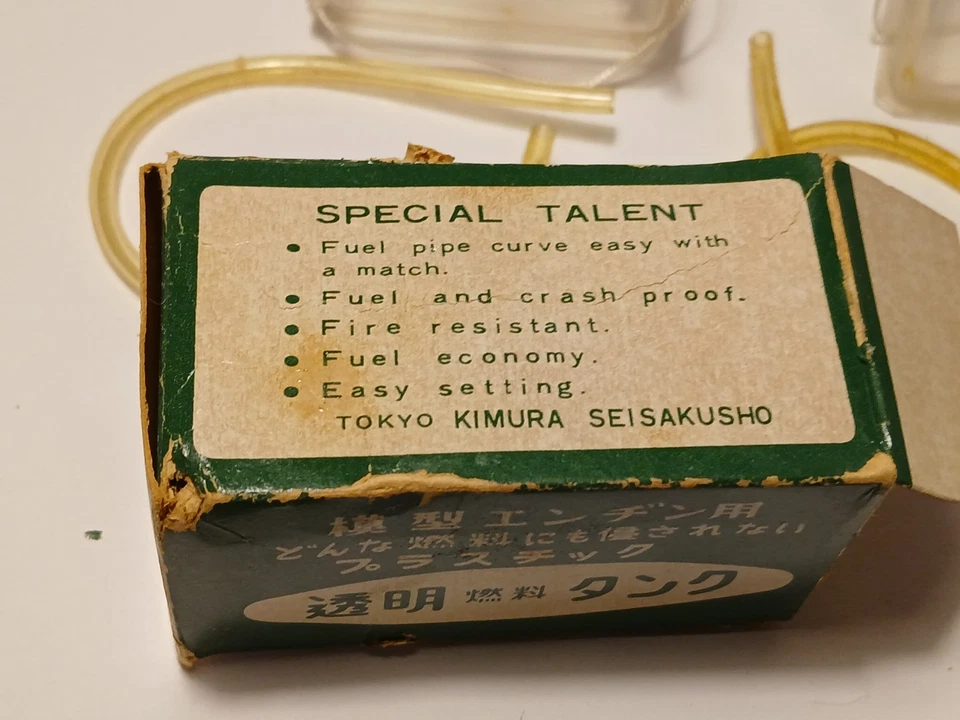 SPECIAL TALENT
● Fuel pipe curve easy with
a match.
● Fuel and crash proof.
● Fire resistant.
● Fuel economy.
● Easy setting.
TOKYO KIMURA SEISAKUSHO
模型エンヂン用
どんな燃料にも侵されない
プラスチック
透明燃料タンク